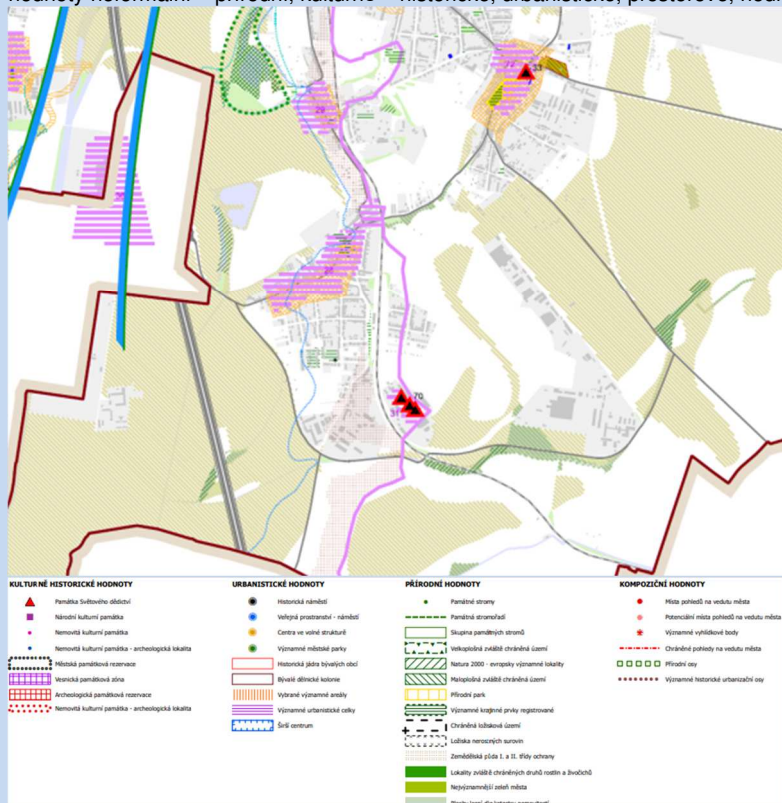 33
72
29
28
70
31
KULTURNĚ HISTORICKÉ HODNOTY
Památka Světového dědictví
Národní kulturní památka
Nemovitá kulturní památka
Nemovitá kulturní památka - archeologická lokalita
Městská památková rezervace
Vesnická památková zóna
Archeologická památková rezervace
Nemovitá kulturní památka - archeologická lokalita
URBANISTICKÉ HODNOTY
Historická náměstí
Veřejná prostranství - náměstí
Centra ve volné struktuře
Významné městské parky
Historická jádra bývalých obcí
Bývalé dělnické kolonie
Vybrané významné areály
Významné urbanistické celky
Širší centrum
PŘÍRODNÍ HODNOTY
Památné stromy
Památná stromořadí
Skupina památných stromů
Velkoplošná zvláště chráněná území
Natura 2000 - evropsky významné lokality
Maloplošná zvláště chráněná území
Přírodní park
Významné krajinné prvky registrované
Chráněná ložisková území
Ložiska nerostných surovin
Zemědělská půda I. a II. třídy ochrany
Lokality zvláště chráněných druhů rostlin a živočichů
Nejvýznamnější zeleň města
KOMPOZIČNÍ HODNOTY
Místa pohledů na vedutu města
Potenciální místa pohledů na vedutu města
Významné vyhlídkové body
Chráněné pohledy na vedutu města
Přírodní osy
Významné historické urbanizační osy